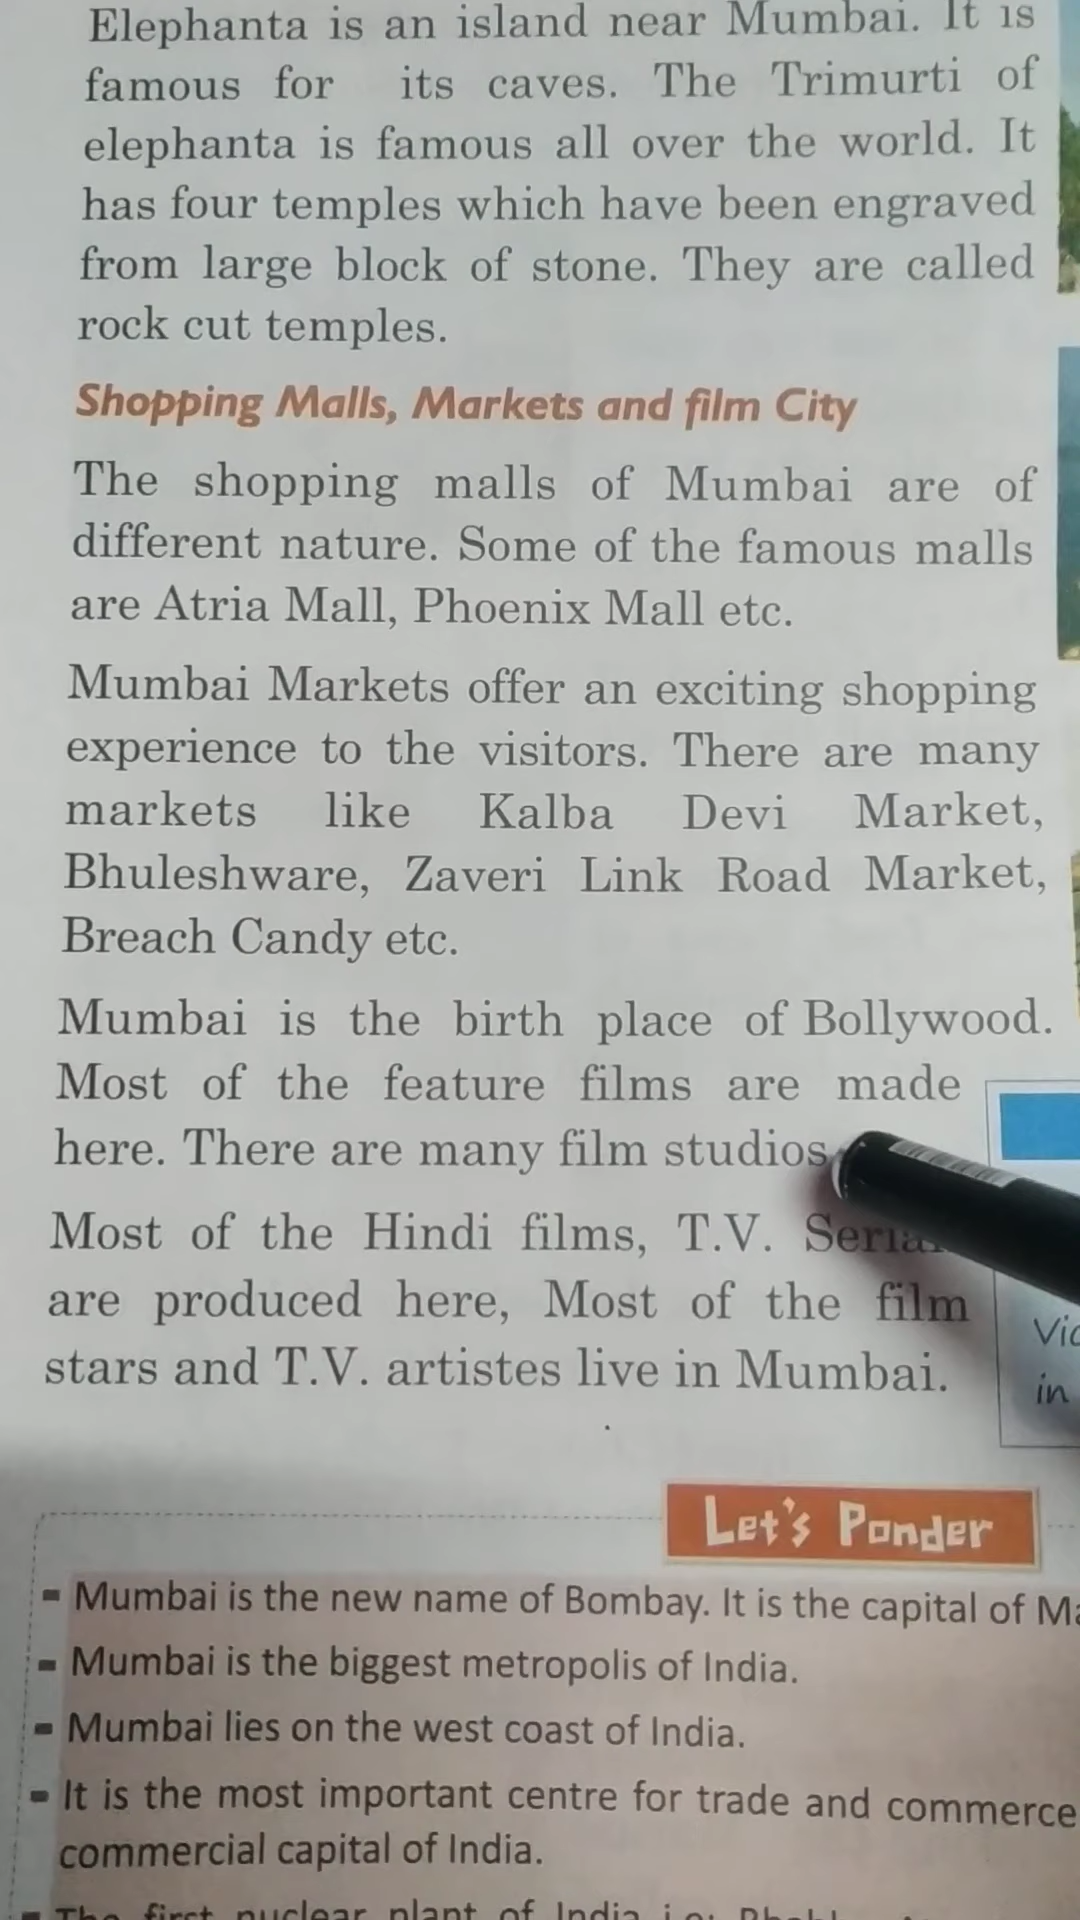 Elephanta is an island near Mumbai. It is
famous for its caves. The Trimurti of
elephanta is famous all over the world. It
has four temples which have been engraved
from large block of stone. They are called
rock cut temples.
Shopping Malls, Markets and film City
The shopping malls of Mumbai are of
different nature. Some of the famous malls
are Atria Mall, Phoenix Mall etc.
Mumbai Markets offer an exciting shopping
experience to the visitors. There are many
markets like Kalba Devi Market,
Bhuleshware, Zaveri Link Road Market,
Breach Candy etc.
Mumbai is the birth place of Bollywood.
Most of the feature films are made
here. There are many film studios
Most of the Hindi films, T.V.
are produced here, Most of the film
stars and T.V. artistes live in Mumbai.
in
Let's Ponder
- Mumbai is the new name of Bombay. It is the capital of
- Mumbai is the biggest metropolis of India.
- Mumbai lies on the west coast of India.
- It is the most important centre for trade and commerce
commercial capital of India.
- The first nuclear plant of India i.e.